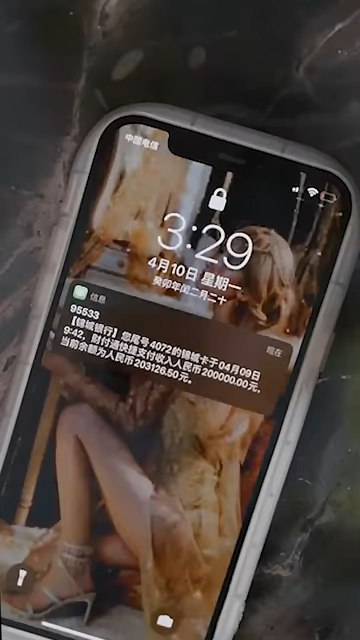 中国电信
3:29
4月10日 星期一
癸卯年闰二月二十
信息
现在
95533
【锦城银行】您尾号4072的锦城卡于04月09日
9:42，财付通快捷支付收入人民币200000.00元，
当前余额为人民币203126.50元。